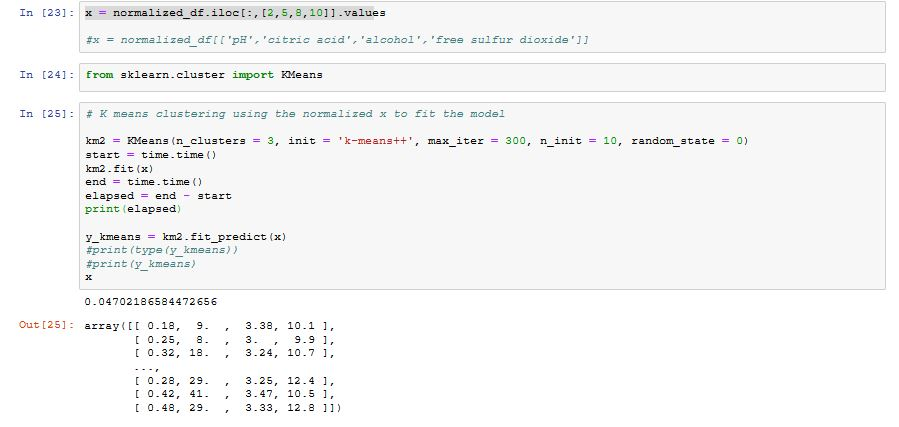 In [23]: x = normalized_df.iloc[:,[2,5,8,10]].values
#x = normalized_df[['pH','citric acid','alcohol','free sulfur dioxide']]
In [24]: from sklearn.cluster import KMeans
In [25]: # K means clustering using the normalized x to fit the model
km2 = KMeans(n_clusters = 3, init = 'k-means++', max_iter = 300, n_init = 10, random_state = 0)
start = time.time()
km2.fit(x)
end = time.time()
elapsed = end - start
print(elapsed)
y_kmeans = km2.fit_predict(x)
#print(type(y_kmeans))
#print(y_kmeans)
x
0.04702186584472656
Out[25]: array([[ 0.18,  9.  ,  3.38, 10.1 ],
[ 0.25,  8.  ,  3.  ,  9.9 ],
[ 0.32, 18.  ,  3.24, 10.7 ],
...,
[ 0.28, 29.  ,  3.25, 12.4 ],
[ 0.42, 41.  ,  3.47, 10.5 ],
[ 0.48, 29.  ,  3.33, 12.8 ]])